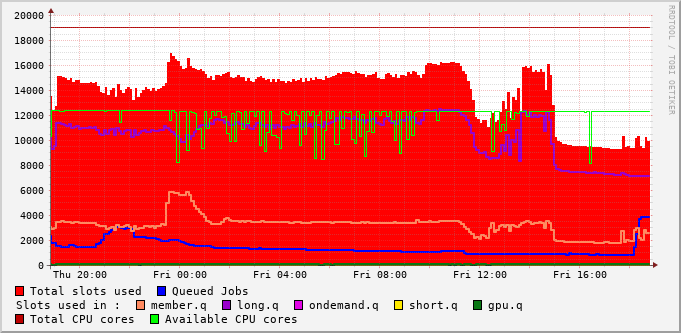 RRDTOOL / TOBI OETIKER
20000
18000
16000
14000
12000
10000
8000
6000
4000
2000
0
Thu 20:00 Fri 00:00 Fri 04:00 Fri 08:00 Fri 12:00 Fri 16:00
Total slots used Queued Jobs
Slots used in : member.q long.q ondemand.q short.q gpu.q
Total CPU cores Available CPU cores